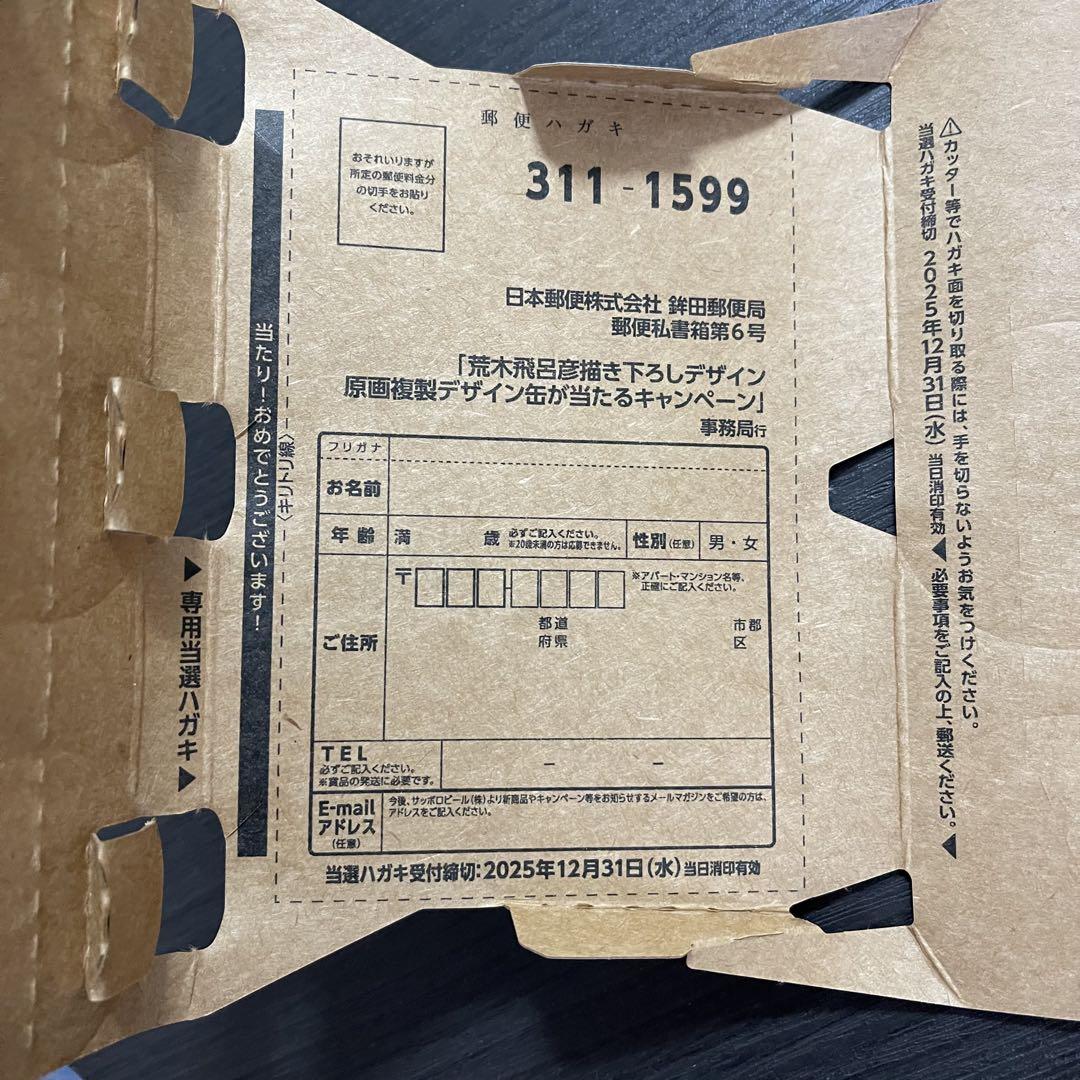 郵便ハガキ
おそれいりますが
所定の郵便料金分
の切手をお貼り
ください。
311-1599
日本郵便株式会社 鉾田郵便局
郵便私書箱第6号
「荒木飛呂彦描き下ろしデザイン
原画複製デザイン缶が当たるキャンペーン」
事務局行
フリガナ
お名前
年齢 満 歳 必ずご記入ください。
※20歳未満の方は応募できません。
性別(任意) 男・女
ご住所
〒 -
※アパート・マンション名等、
正確にご記入ください。
都道 市郡
府県 区
TEL
必ずご記入ください。
※賞品の発送に必要です。
– –
E-mail
アドレス
(任意)
今後、サッポロビール(株)より新商品やキャンペーン等をお知らせするメールマガジンをご希望の方は、
アドレスをご記入ください。
当選ハガキ受付締切:2025年12月31日(水)当日消印有効
〈キリトリ線〉
当たりーおめでとうございます!
▶専用当選ハガキ▶
⚠カッター等でハガキ面を切り取る際には、手を切らないようお気をつけください。
当選ハガキ受付締切 2025年12月31日(水) 当日消印有効◀必要事項をご記入の上、郵送ください。◀